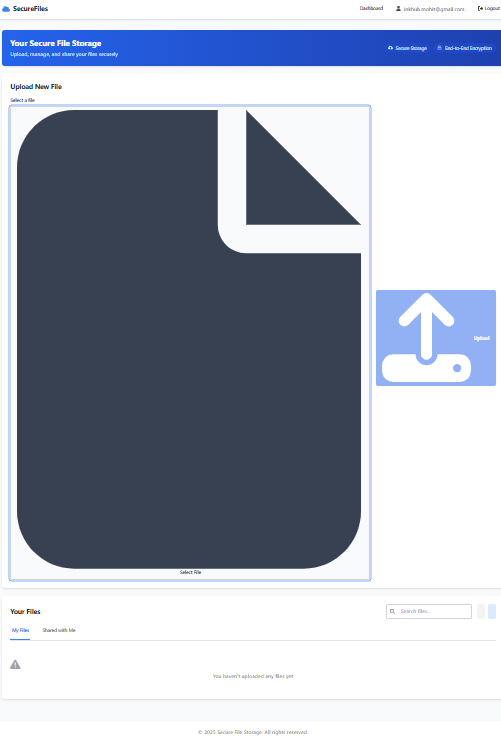 SecureFiles
Dashboard
inkhub.mohit@gmail.com
Logout
Your Secure File Storage
Upload, manage, and share your files securely
Secure Storage
End-to-End Encryption
Upload New File
Select a file
Upload
Select File
Your Files
Search files...
My Files
Shared with Me
You haven't uploaded any files yet
© 2025 Secure File Storage. All rights reserved.